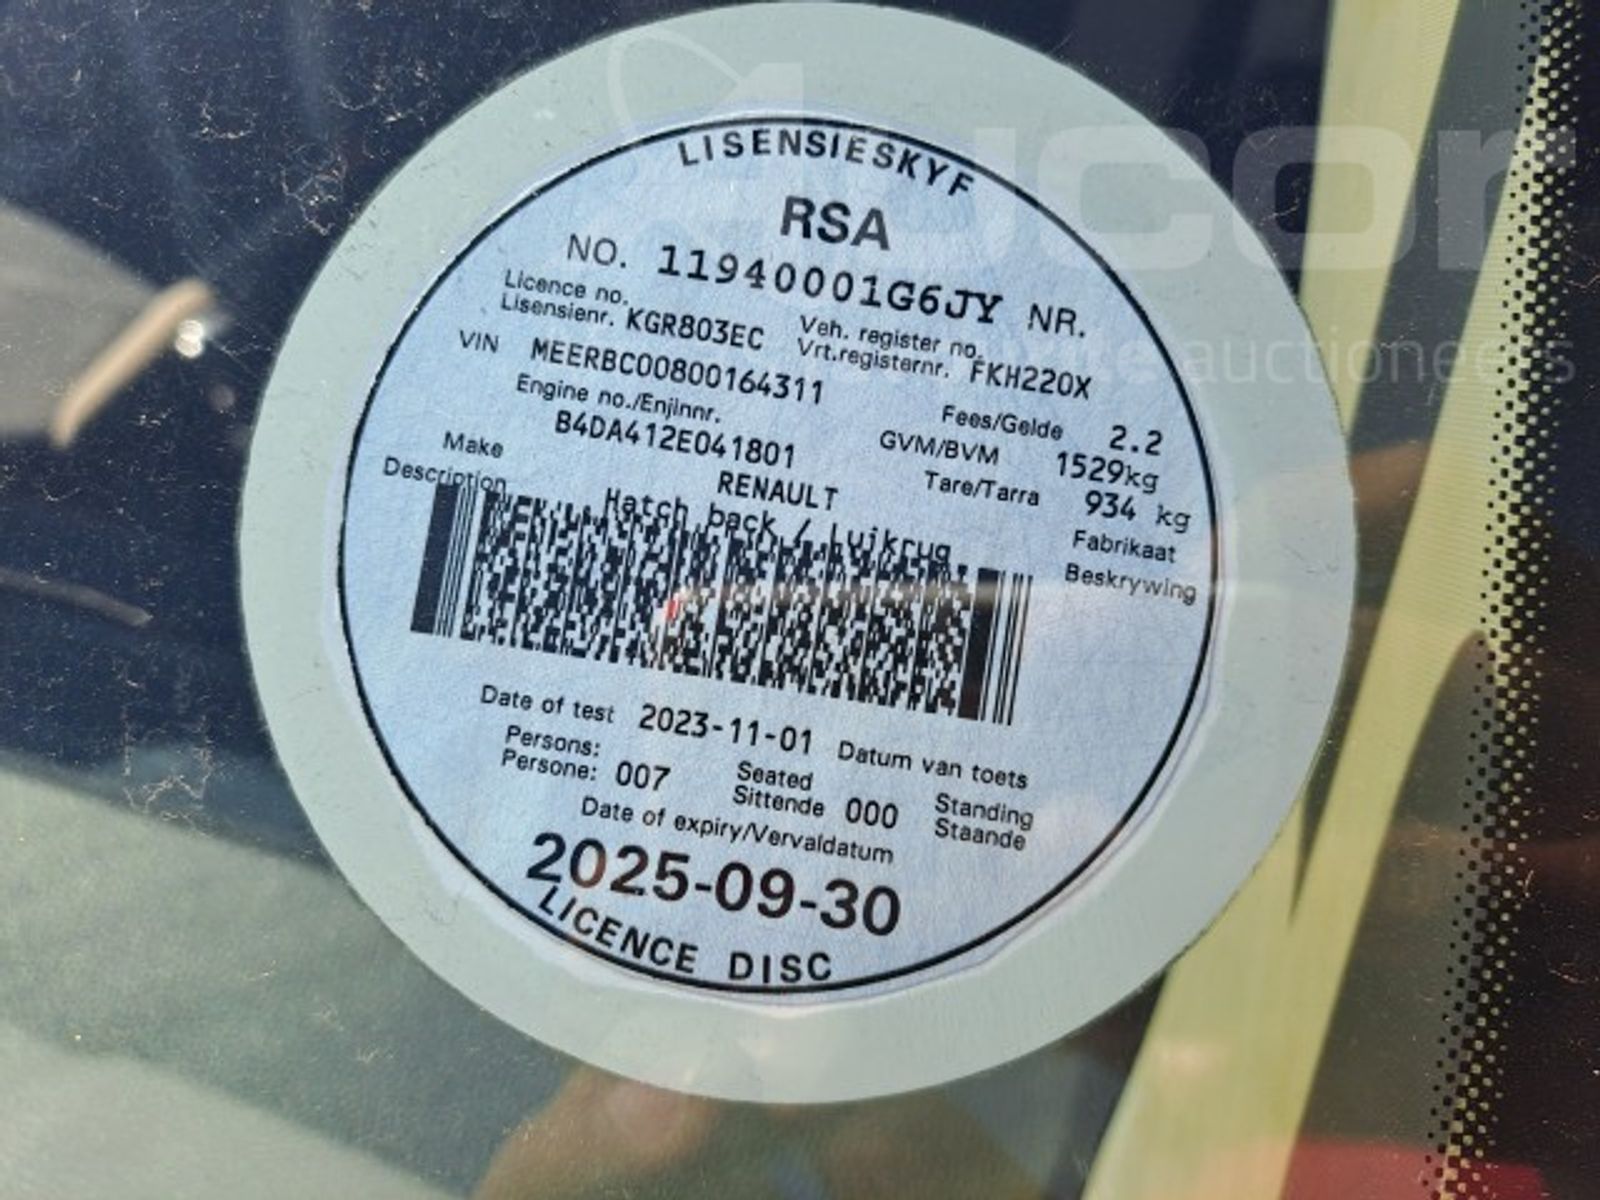 LISENSIESKYF
RSA
NO. 11940001G6JY NR.
Licence no.
Lisensienr. KGR803EC
Veh. register no.
Vrt.registernr. FKH220X
VIN MEERBC00800164311
Engine no./Enjinnr.
B4DA412E041801
Fees/Gelde 2.2
GVM/BVM 1529kg
Tare/Tarra 934 kg
Make RENAULT Fabrikaat
Description Hatch back / Luikrug Beskrywing
Date of test 2023-11-01 Datum van toets
Persons:
Persone: 007
Seated
Sittende 000
Standing
Staande
Date of expiry/Vervaldatum
2025-09-30
LICENCE DISC
aucor
auctioneers